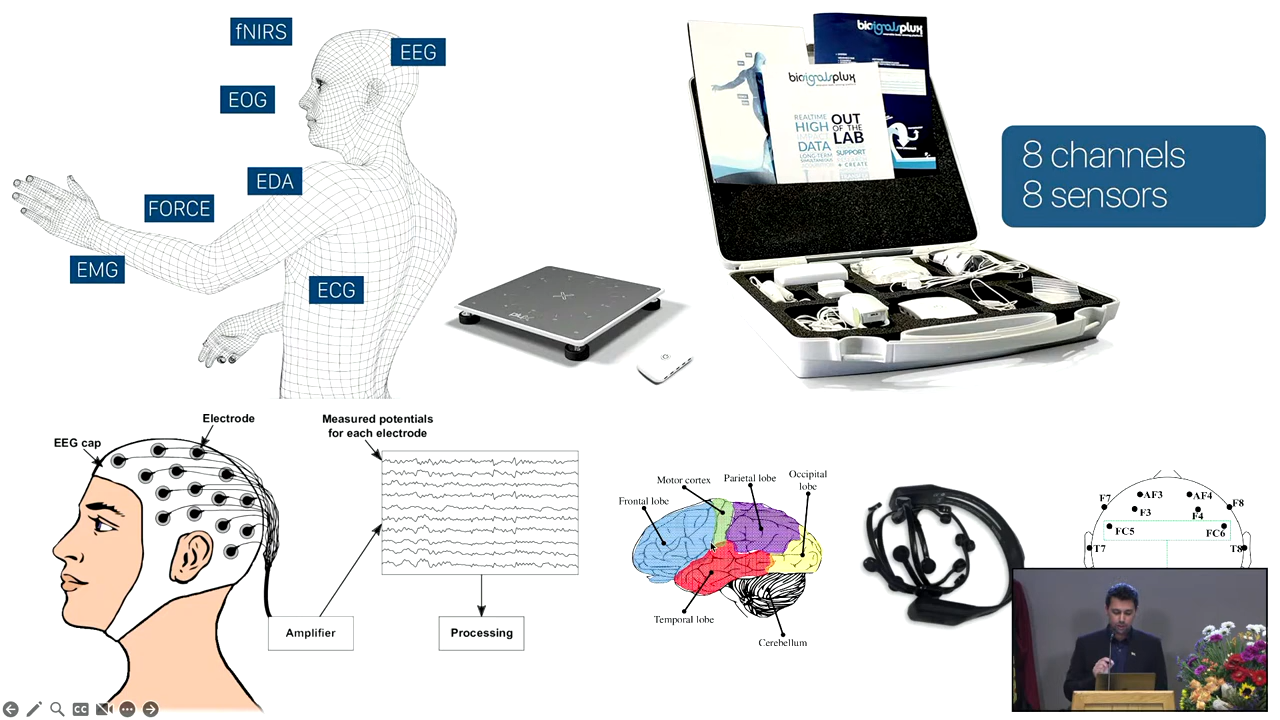 fNIRS
EEG
EOG
EDA
FORCE
EMG
ECG
biosignalsplux
biosignalsplux
REALTIME
HIGH
DATA
LONG-TERM
OUT
OF THE
LAB
SUPPORT
+ CREATE
8 channels
8 sensors
Electrode
EEG cap
Measured potentials
for each electrode
Amplifier
Processing
Motor cortex
Parietal lobe
Occipital
lobe
Frontal lobe
Temporal lobe
Cerebellum
F7
AF3
AF4
F8
F3
F4
FC5
FC6
T7
T8
CC